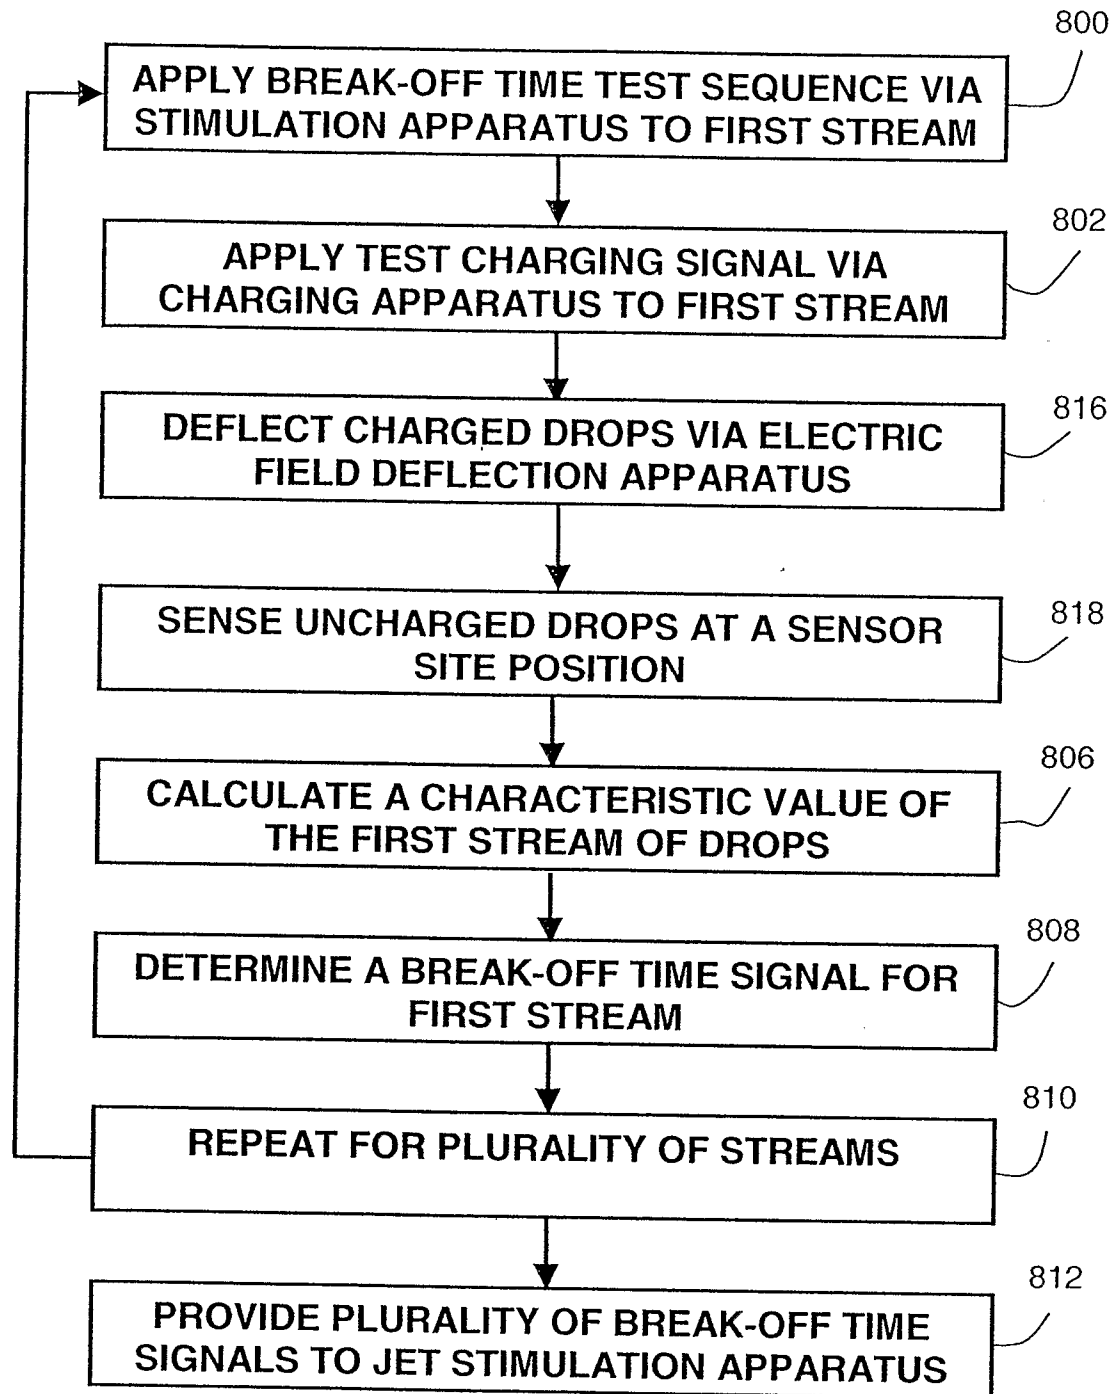 800
APPLY BREAK-OFF TIME TEST SEQUENCE VIA
STIMULATION APPARATUS TO FIRST STREAM
802
APPLY TEST CHARGING SIGNAL VIA
CHARGING APPARATUS TO FIRST STREAM
816
DEFLECT CHARGED DROPS VIA ELECTRIC
FIELD DEFLECTION APPARATUS
818
SENSE UNCHARGED DROPS AT A SENSOR
SITE POSITION
806
CALCULATE A CHARACTERISTIC VALUE OF
THE FIRST STREAM OF DROPS
808
DETERMINE A BREAK-OFF TIME SIGNAL FOR
FIRST STREAM
810
REPEAT FOR PLURALITY OF STREAMS
812
PROVIDE PLURALITY OF BREAK-OFF TIME
SIGNALS TO JET STIMULATION APPARATUS